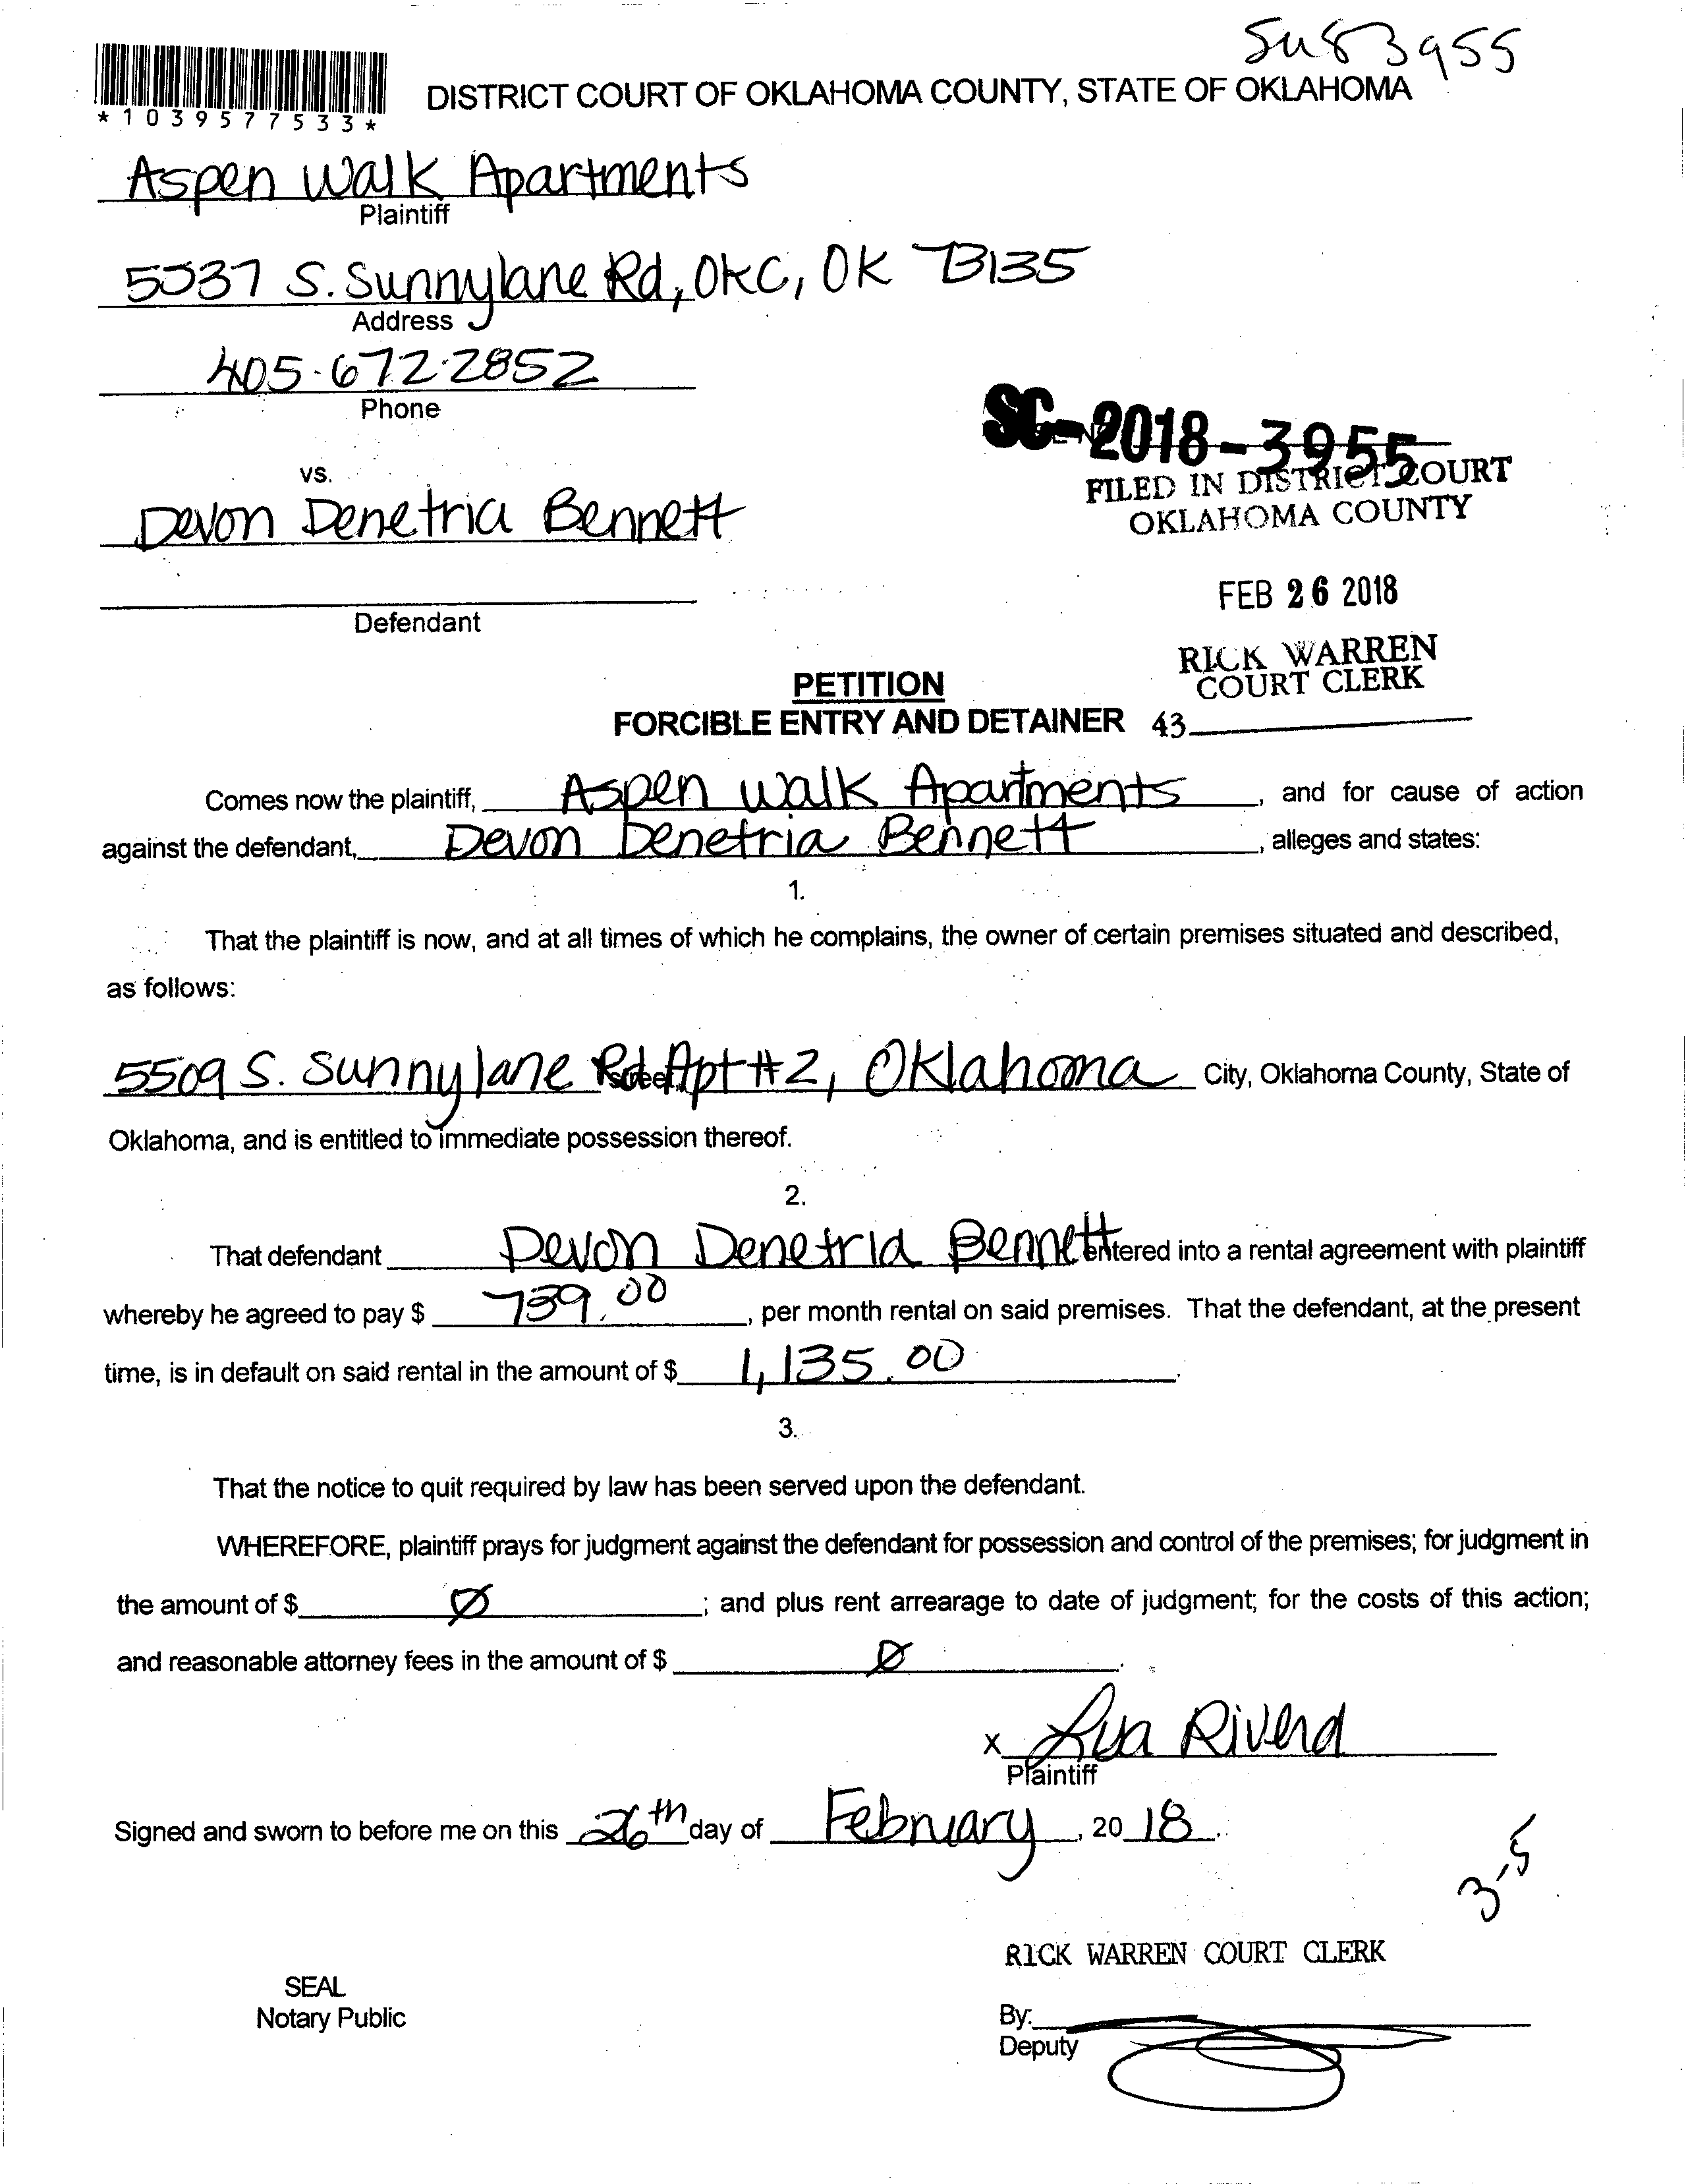 Su83955
*1039577533*
DISTRICT COURT OF OKLAHOMA COUNTY, STATE OF OKLAHOMA
Aspen Walk Apartments
Plaintiff
5537 S. Sunnylane Rd, OKC, OK 73135
Address
405-672-2852
Phone
SC-2018-3955
vs.
FILED IN DISTRICT COURT
OKLAHOMA COUNTY
Devon Denetria Bennett
FEB 26 2018
Defendant
RICK WARREN
COURT CLERK
PETITION
FORCIBLE ENTRY AND DETAINER 43
Comes now the plaintiff, Aspen Walk Apartments, and for cause of action
against the defendant, Devon Denetria Bennett, alleges and states:
1.
That the plaintiff is now, and at all times of which he complains, the owner of certain premises situated and described,
as follows:
5509 S. Sunnylane Rd Apt #2, Oklahoma City, Oklahoma County, State of
Oklahoma, and is entitled to immediate possession thereof.
2.
That defendant Devon Denetria Bennett entered into a rental agreement with plaintiff
whereby he agreed to pay $ 739.00, per month rental on said premises. That the defendant, at the present
time, is in default on said rental in the amount of $ 1,135.00.
3.
That the notice to quit required by law has been served upon the defendant.
WHEREFORE, plaintiff prays for judgment against the defendant for possession and control of the premises; for judgment in
the amount of $ Ø; and plus rent arrearage to date of judgment; for the costs of this action;
and reasonable attorney fees in the amount of $ Ø.
x Rivera
Plaintiff
Signed and sworn to before me on this 26th day of February, 2018.
3-5
RICK WARREN COURT CLERK
SEAL
Notary Public
By:
Deputy